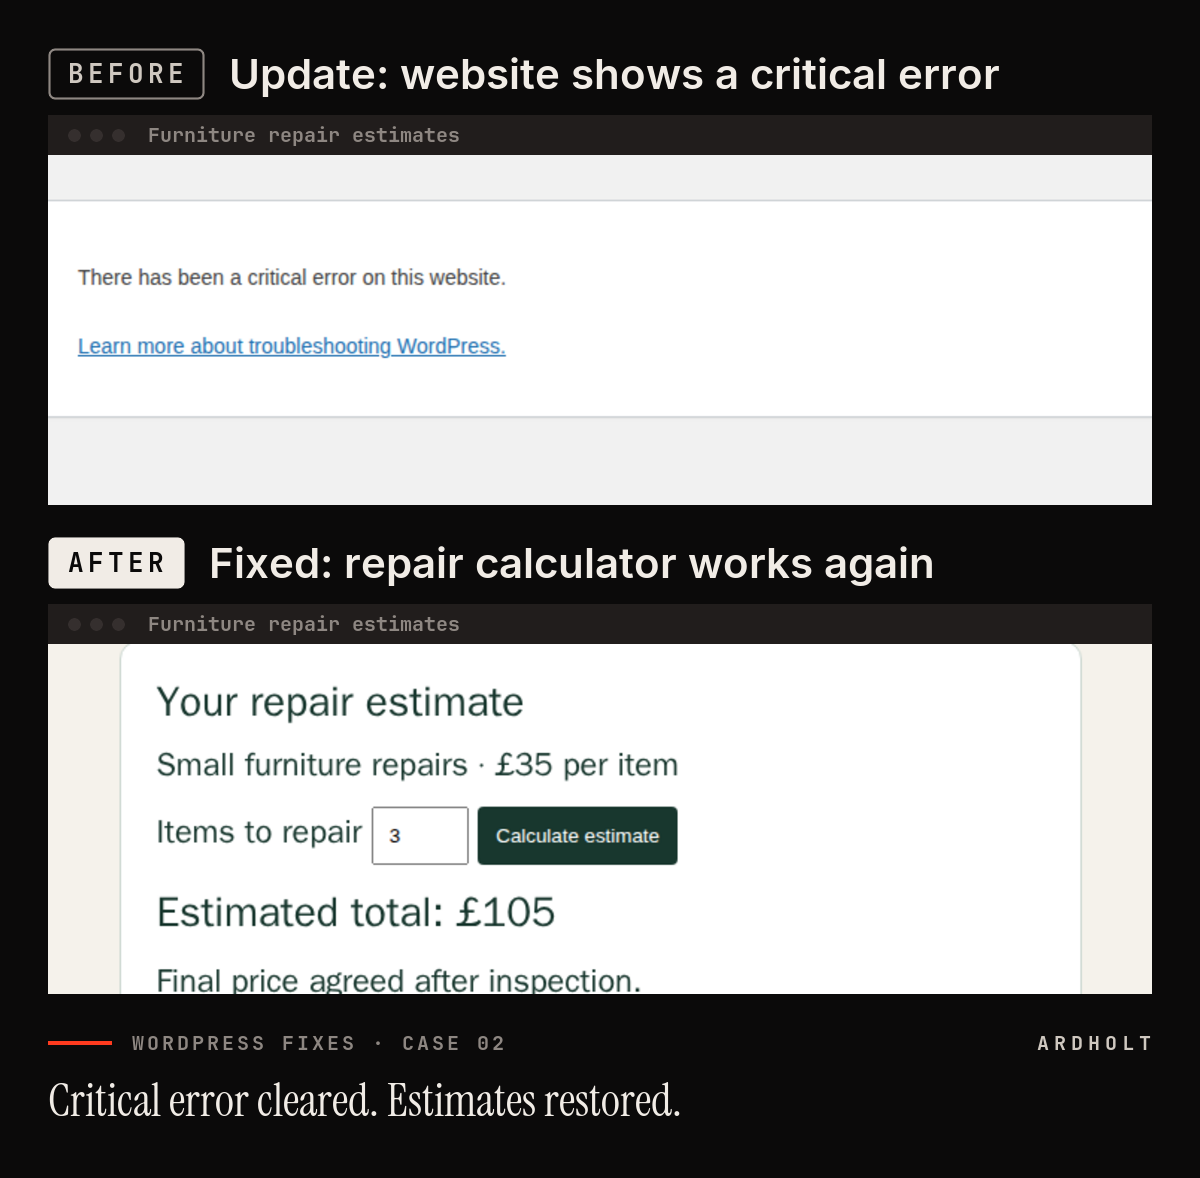 BEFORE Update: website shows a critical error
Furniture repair estimates
There has been a critical error on this website.
Learn more about troubleshooting WordPress.
AFTER Fixed: repair calculator works again
Furniture repair estimates
Your repair estimate
Small furniture repairs · £35 per item
Items to repair 3 Calculate estimate
Estimated total: £105
Final price agreed after inspection.
WORDPRESS FIXES · CASE 02 ARDHOLT
Critical error cleared. Estimates restored.